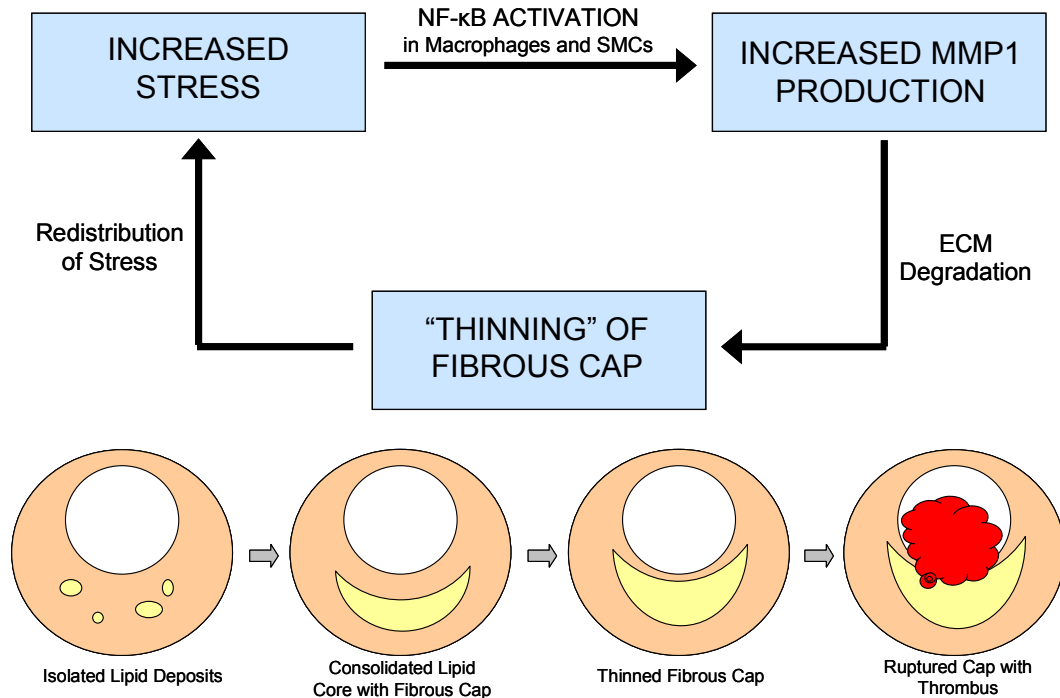 NF-κB ACTIVATION
in Macrophages and SMCs
INCREASED
STRESS
INCREASED MMP1
PRODUCTION
Redistribution
of Stress
ECM
Degradation
“THINNING” OF
FIBROUS CAP
Isolated Lipid Deposits
Consolidated Lipid
Core with Fibrous Cap
Thinned Fibrous Cap
Ruptured Cap with
Thrombus